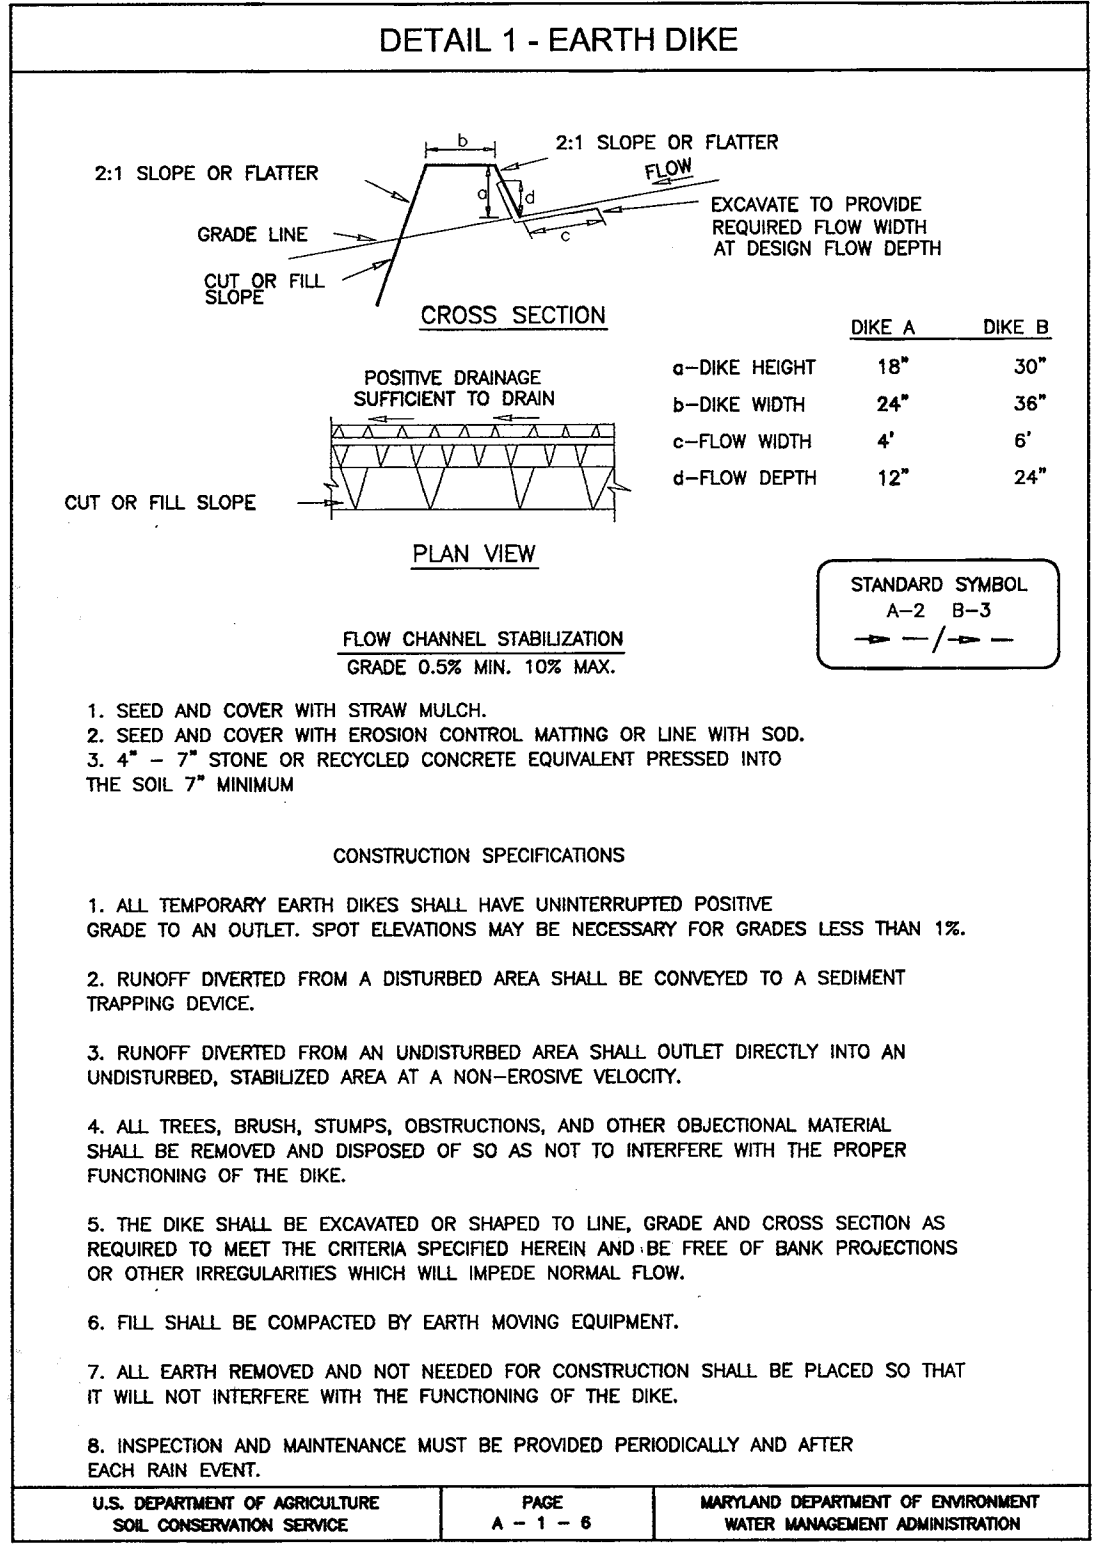 DETAIL 1 - EARTH DIKE
b
2:1 SLOPE OR FLATTER
2:1 SLOPE OR FLATTER
FLOW
a
d
EXCAVATE TO PROVIDE
REQUIRED FLOW WIDTH
AT DESIGN FLOW DEPTH
GRADE LINE
c
CUT OR FILL
SLOPE
CROSS SECTION
DIKE A DIKE B
a-DIKE HEIGHT 18" 30"
b-DIKE WIDTH 24" 36"
c-FLOW WIDTH 4' 6'
d-FLOW DEPTH 12" 24"
POSITIVE DRAINAGE
SUFFICIENT TO DRAIN
CUT OR FILL SLOPE
PLAN VIEW
STANDARD SYMBOL
A-2 B-3
/
FLOW CHANNEL STABILIZATION
GRADE 0.5% MIN. 10% MAX.
1. SEED AND COVER WITH STRAW MULCH.
2. SEED AND COVER WITH EROSION CONTROL MATTING OR LINE WITH SOD.
3. 4" - 7" STONE OR RECYCLED CONCRETE EQUIVALENT PRESSED INTO
THE SOIL 7" MINIMUM
CONSTRUCTION SPECIFICATIONS
1. ALL TEMPORARY EARTH DIKES SHALL HAVE UNINTERRUPTED POSITIVE
GRADE TO AN OUTLET. SPOT ELEVATIONS MAY BE NECESSARY FOR GRADES LESS THAN 1%.
2. RUNOFF DIVERTED FROM A DISTURBED AREA SHALL BE CONVEYED TO A SEDIMENT
TRAPPING DEVICE.
3. RUNOFF DIVERTED FROM AN UNDISTURBED AREA SHALL OUTLET DIRECTLY INTO AN
UNDISTURBED, STABILIZED AREA AT A NON-EROSIVE VELOCITY.
4. ALL TREES, BRUSH, STUMPS, OBSTRUCTIONS, AND OTHER OBJECTIONAL MATERIAL
SHALL BE REMOVED AND DISPOSED OF SO AS NOT TO INTERFERE WITH THE PROPER
FUNCTIONING OF THE DIKE.
5. THE DIKE SHALL BE EXCAVATED OR SHAPED TO LINE, GRADE AND CROSS SECTION AS
REQUIRED TO MEET THE CRITERIA SPECIFIED HEREIN AND BE FREE OF BANK PROJECTIONS
OR OTHER IRREGULARITIES WHICH WILL IMPEDE NORMAL FLOW.
6. FILL SHALL BE COMPACTED BY EARTH MOVING EQUIPMENT.
7. ALL EARTH REMOVED AND NOT NEEDED FOR CONSTRUCTION SHALL BE PLACED SO THAT
IT WILL NOT INTERFERE WITH THE FUNCTIONING OF THE DIKE.
8. INSPECTION AND MAINTENANCE MUST BE PROVIDED PERIODICALLY AND AFTER
EACH RAIN EVENT.
U.S. DEPARTMENT OF AGRICULTURE
SOIL CONSERVATION SERVICE
PAGE
A - 1 - 6
MARYLAND DEPARTMENT OF ENVIRONMENT
WATER MANAGEMENT ADMINISTRATION